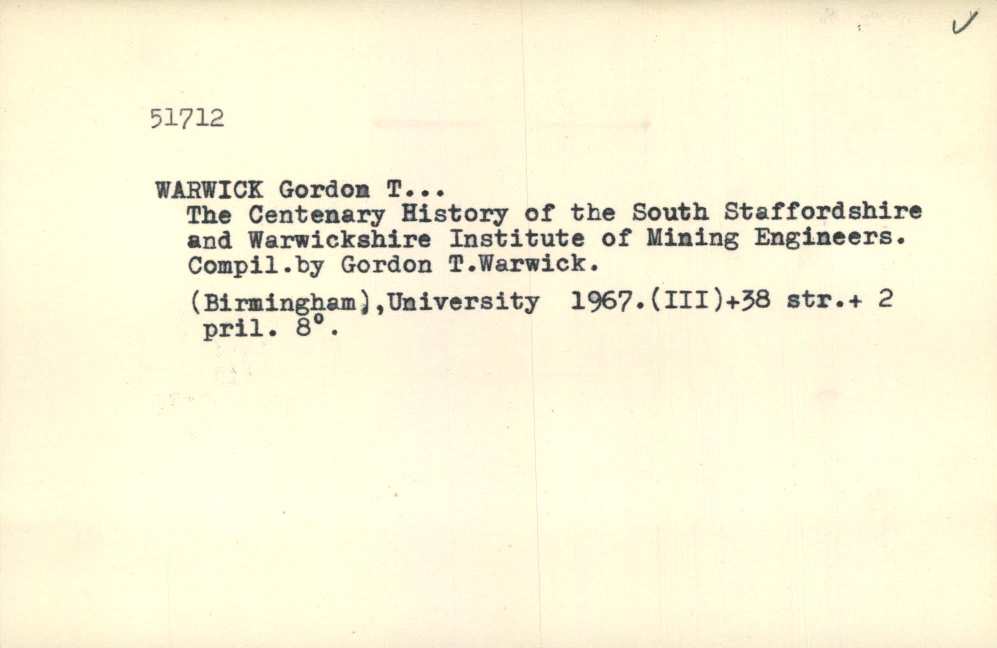 51712
WARWICK Gordon T...
The Centenary History of the South Staffordshire
and Warwickshire Institute of Mining Engineers.
Compil.by Gordon T.Warwick.
(Birmingham),University 1967.(III)+38 str.+ 2
pril. 8°.